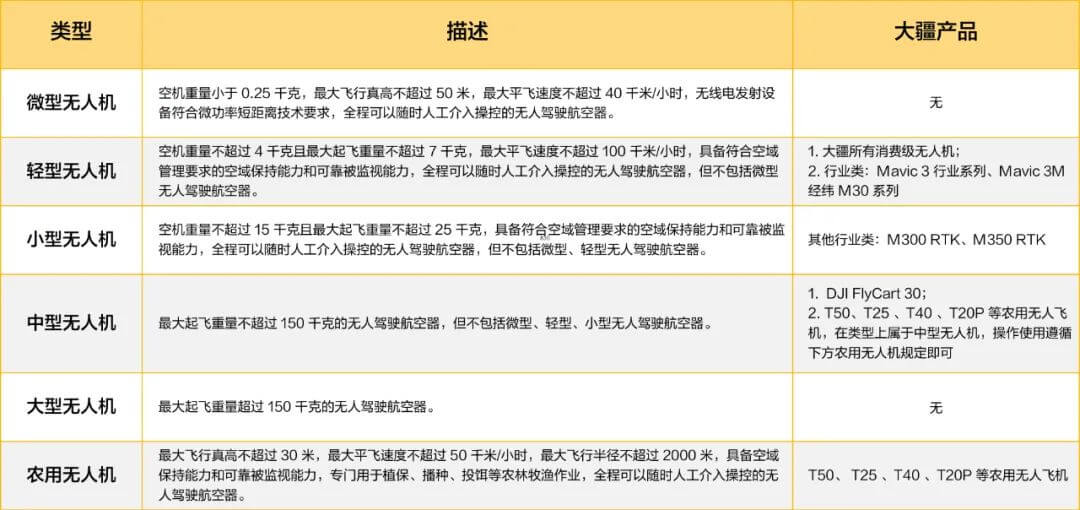 类型 描述 大疆产品
微型无人机
空机重量小于 0.25 千克，最大飞行真高不超过 50 米，最大平飞速度不超过 40 千米/小时，无线电发射设
备符合微功率短距离技术要求，全程可以随时人工介入操控的无人驾驶航空器。
无
轻型无人机
空机重量不超过 4 千克且最大起飞重量不超过 7 千克，最大平飞速度不超过 100 千米/小时，具备符合空域
管理要求的空域保持能力和可靠被监视能力，全程可以随时人工介入操控的无人驾驶航空器，但不包括微型
无人驾驶航空器。
1. 大疆所有消费级无人机；
2. 行业类：Mavic 3 行业系列、Mavic 3M
经纬 M30 系列
小型无人机
空机重量不超过 15 千克且最大起飞重量不超过 25 千克，具备符合空域管理要求的空域保持能力和可靠被监
视能力，全程可以随时人工介入操控的无人驾驶航空器，但不包括微型、轻型无人驾驶航空器。
其他行业类：M300 RTK、M350 RTK
中型无人机
最大起飞重量不超过 150 千克的无人驾驶航空器，但不包括微型、轻型、小型无人驾驶航空器。
1. DJI FlyCart 30；
2. T50、T25 、T40 、T20P 等农用无人飞
机，在类型上属于中型无人机，操作使用遵循
下方农用无人机规定即可
大型无人机
最大起飞重量超过 150 千克的无人驾驶航空器。
无
农用无人机
最大飞行真高不超过 30 米，最大平飞速度不超过 50 千米/小时，最大飞行半径不超过 2000 米，具备空域
保持能力和可靠被监视能力，专门用于植保、播种、投饵等农林牧渔作业，全程可以随时人工介入操控的无
人驾驶航空器。
T50、 T25 、T40 、T20P 等农用无人飞机